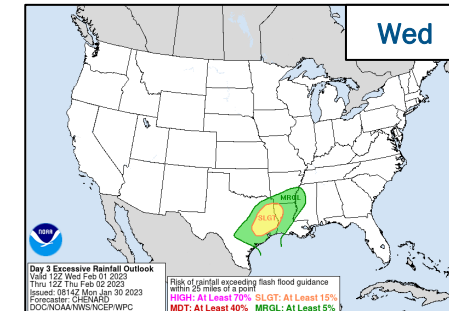 Wed
MRGL
SLGT
NOAA
Day 3 Excessive Rainfall Outlook
Valid 12Z Wed Feb 01 2023
Thru 12Z Thu Feb 02 2023
Issued: 0814Z Mon Jan 30 2023
Forecaster: CHENARD
DOC/NOAA/NWS/NCEP/WPC
Risk of rainfall exceeding flash flood guidance
within 25 miles of a point
HIGH: At Least 70% SLGT: At Least 15%
MDT: At Least 40% MRGL: At Least 5%